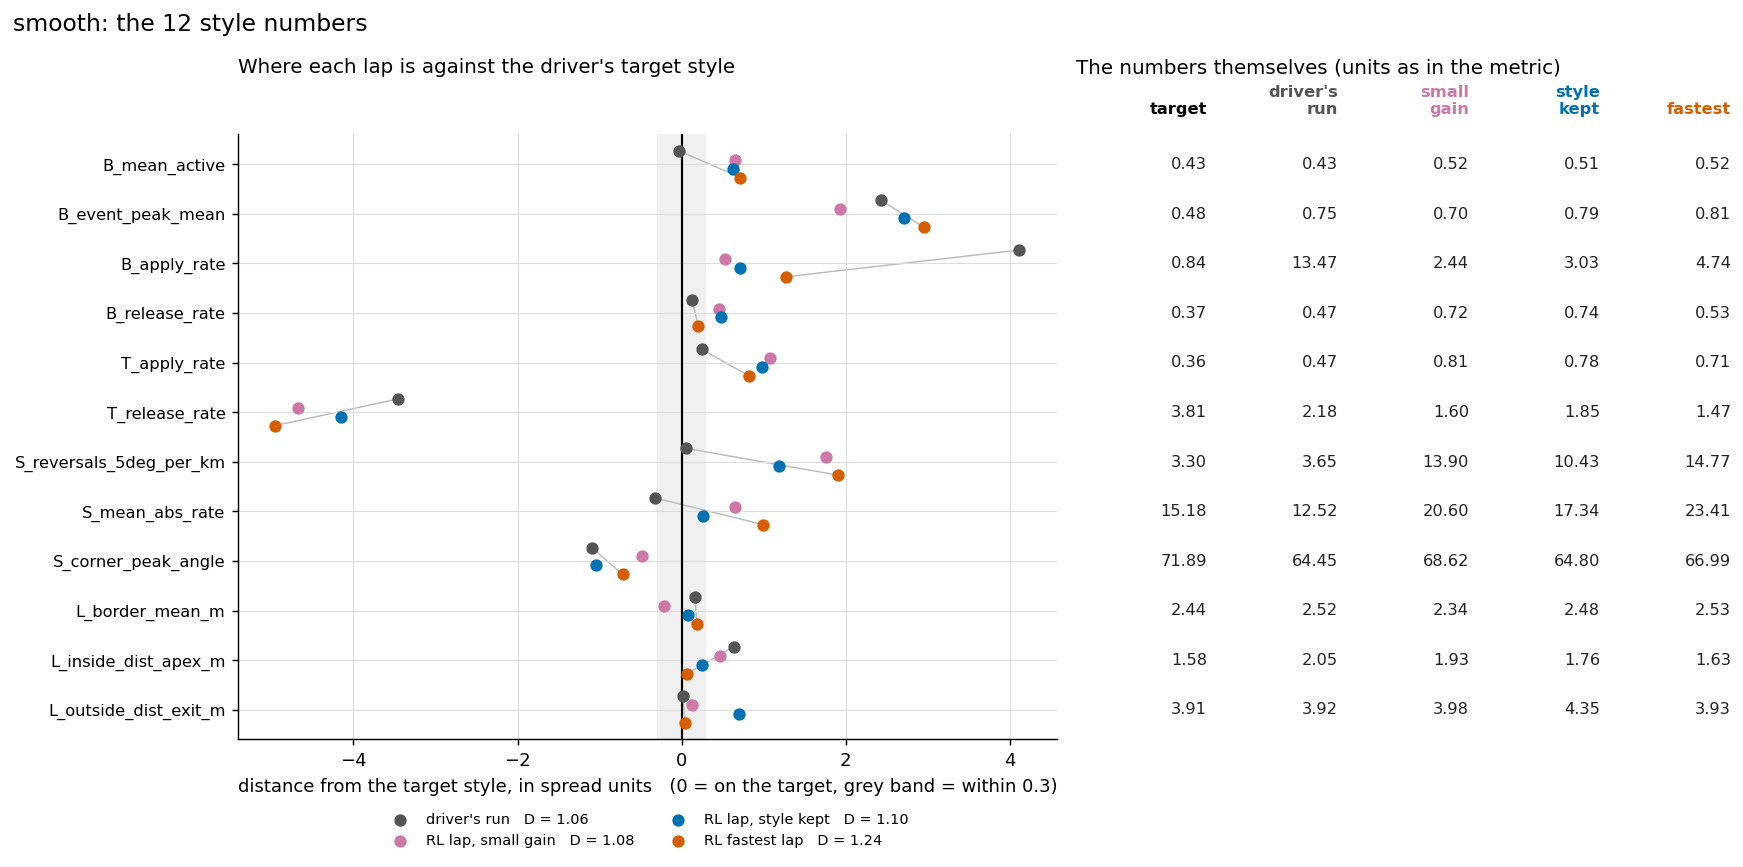 smooth: the 12 style numbers
Where each lap is against the driver's target style
The numbers themselves (units as in the metric)
target driver's run small gain style kept fastest
B_mean_active 0.43 0.43 0.52 0.51 0.52
B_event_peak_mean 0.48 0.75 0.70 0.79 0.81
B_apply_rate 0.84 13.47 2.44 3.03 4.74
B_release_rate 0.37 0.47 0.72 0.74 0.53
T_apply_rate 0.36 0.47 0.81 0.78 0.71
T_release_rate 3.81 2.18 1.60 1.85 1.47
S_reversals_5deg_per_km 3.30 3.65 13.90 10.43 14.77
S_mean_abs_rate 15.18 12.52 20.60 17.34 23.41
S_corner_peak_angle 71.89 64.45 68.62 64.80 66.99
L_border_mean_m 2.44 2.52 2.34 2.48 2.53
L_inside_dist_apex_m 1.58 2.05 1.93 1.76 1.63
L_outside_dist_exit_m 3.91 3.92 3.98 4.35 3.93
−4 −2 0 2 4
distance from the target style, in spread units (0 = on the target, grey band = within 0.3)
driver's run D = 1.06
RL lap, small gain D = 1.08
RL lap, style kept D = 1.10
RL fastest lap D = 1.24